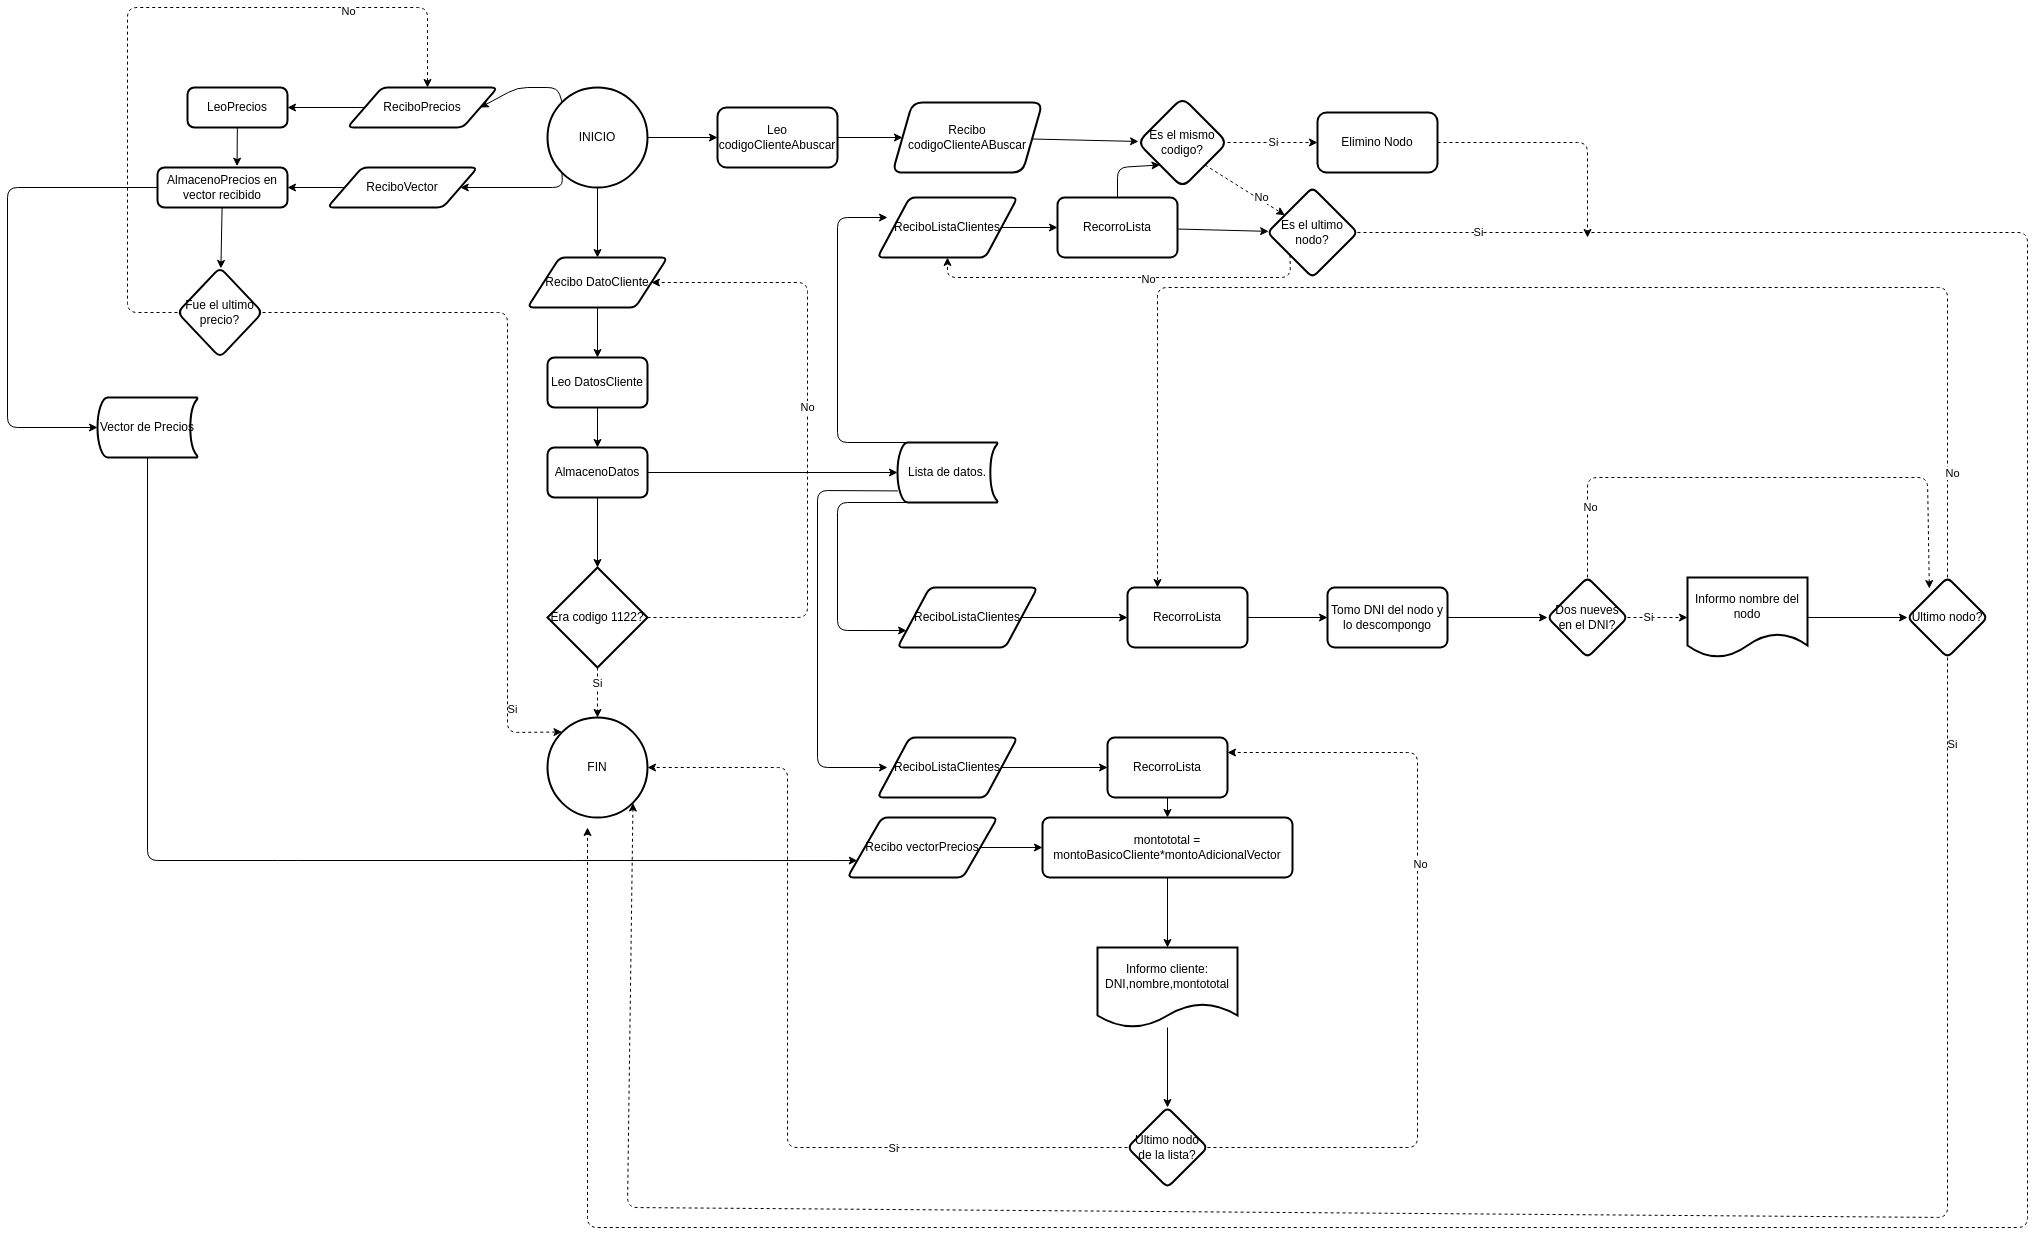 No
LeoPrecios
ReciboPrecios
INICIO
Leo
codigoClienteAbuscar
Recibo
codigoClienteABuscar
Es el mismo
codigo?
Si
Elimino Nodo
AlmacenoPrecios en
vector recibido
ReciboVector
No
ReciboListaClientes
RecorroLista
Es el ultimo
nodo?
Si
No
Recibo DatoCliente
Fue el ultimo
precio?
Leo DatosCliente
No
Vector de Precios
AlmacenoDatos
Lista de datos.
No
No
Era codigo 1122?
ReciboListaClientes
RecorroLista
Tomo DNI del nodo y
lo descompongo
Dos nueves
en el DNI?
Si
Informo nombre del
nodo
Ultimo nodo?
Si
Si
Si
FIN
ReciboListaClientes
RecorroLista
Recibo vectorPrecios
montototal =
montoBasicoCliente*montoAdicionalVector
No
Informo cliente:
DNI,nombre,montototal
Si
Ultimo nodo
de la lista?